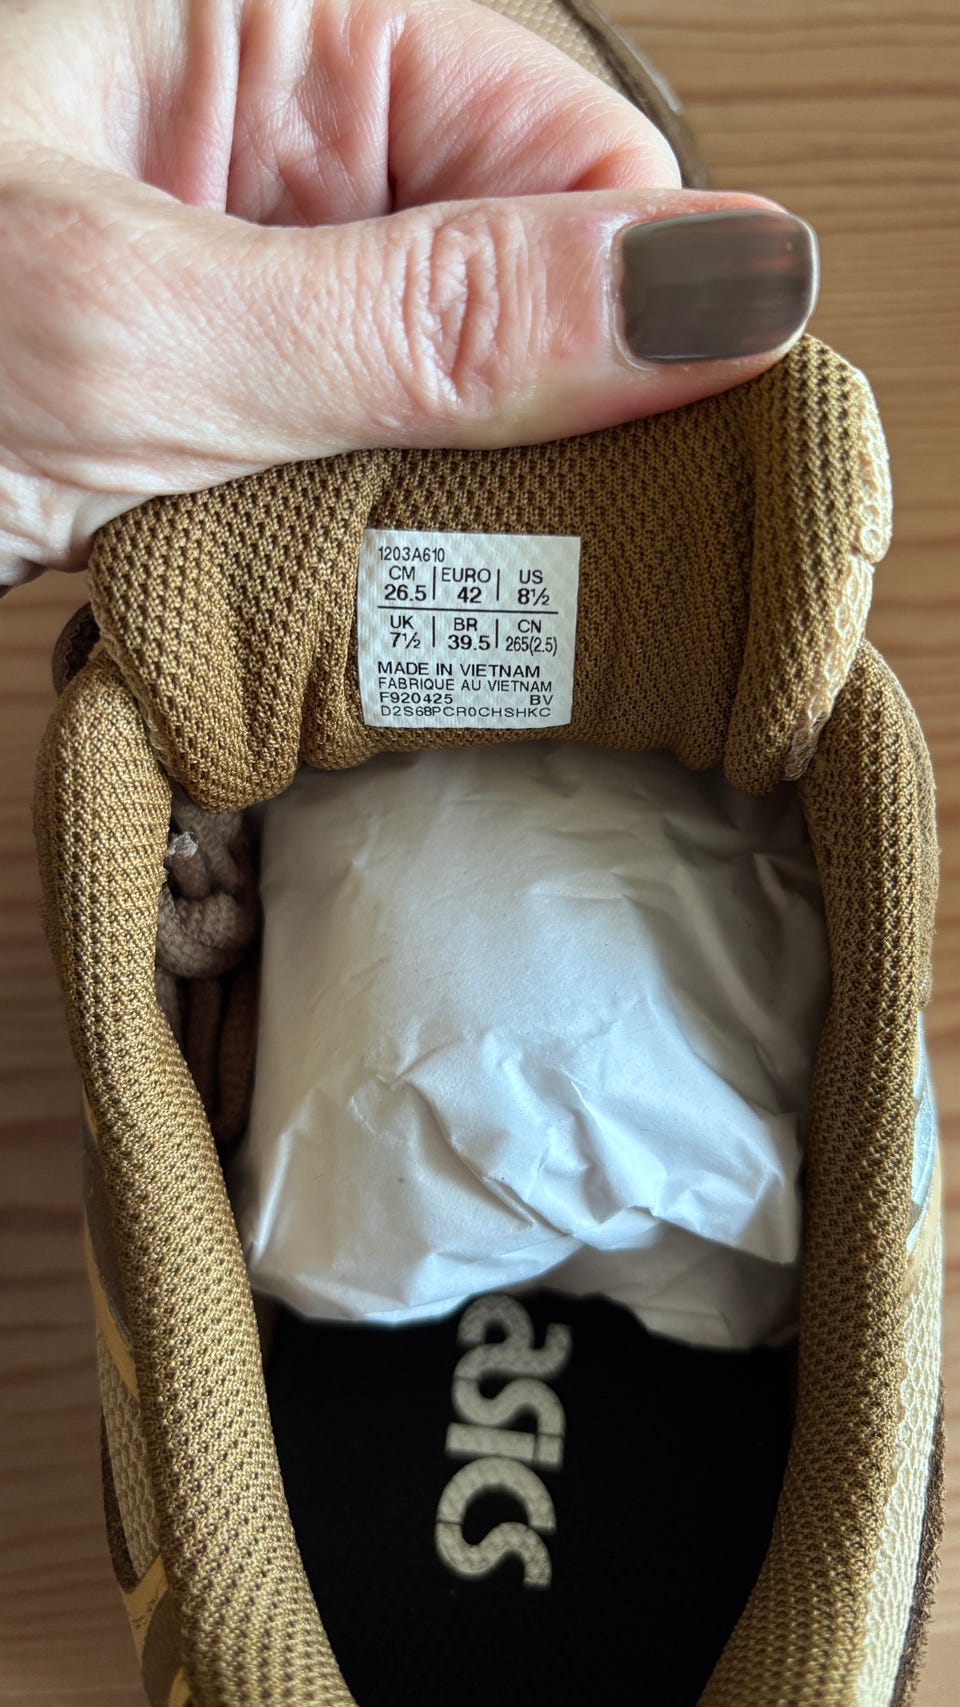 1203A610
CM | EURO | US
26.5 | 42 | 8½
UK | BR | CN
7½ | 39.5 | 265(2.5)
MADE IN VIETNAM
FABRIQUE AU VIETNAM
F920425 BV
D2S68PCR0CHSHKC
asics